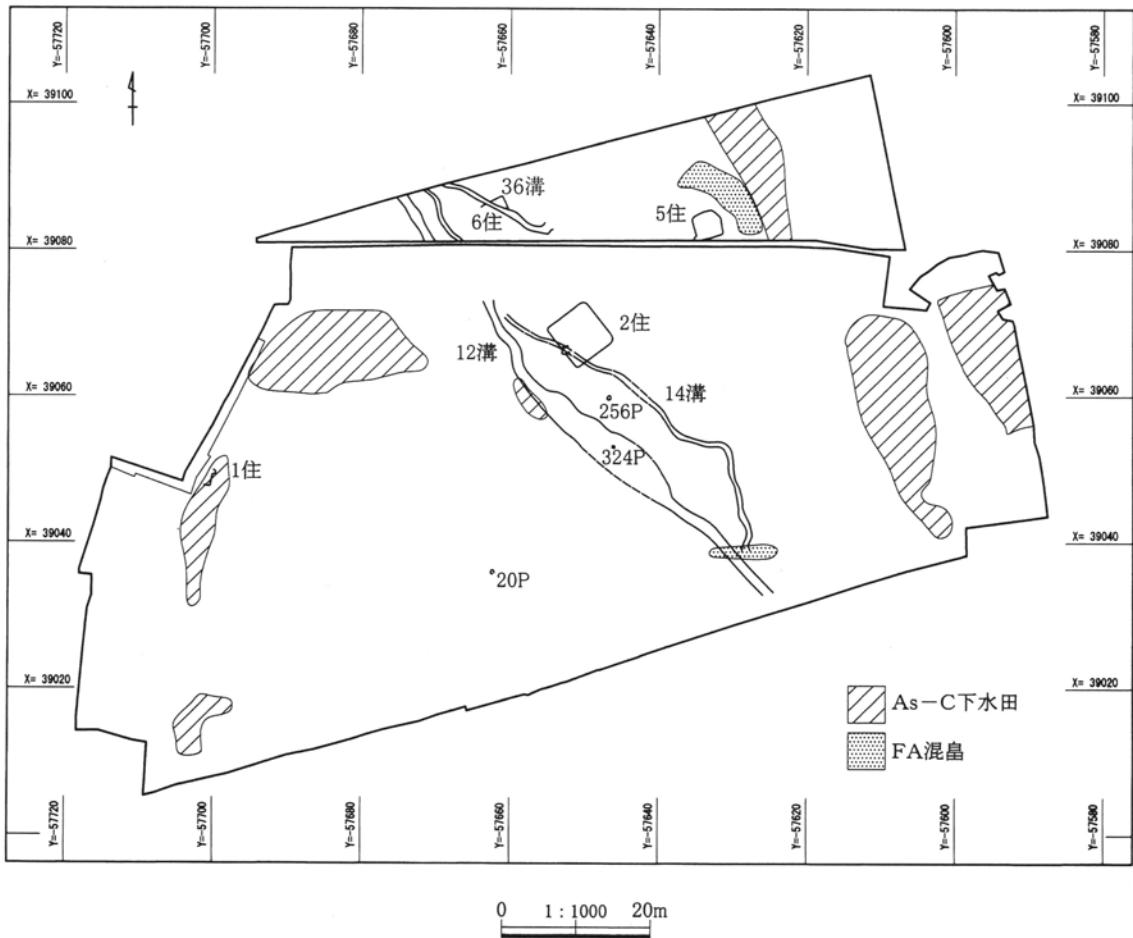 Y=-57720
Y=-57700
Y=-57680
Y=-57660
Y=-57640
Y=-57620
Y=-57600
Y=-57580
X= 39100
X= 39100
36溝
6住
5住
X= 39080
X= 39080
2住
12溝
14溝
X= 39060
X= 39060
256P
324P
1住
X= 39040
X= 39040
20P
X= 39020
X= 39020
As-C下水田
FA混畠
Y=-57720
Y=-57700
Y=-57680
Y=-57660
Y=-57640
Y=-57620
Y=-57600
Y=-57580
0 1:1000 20m